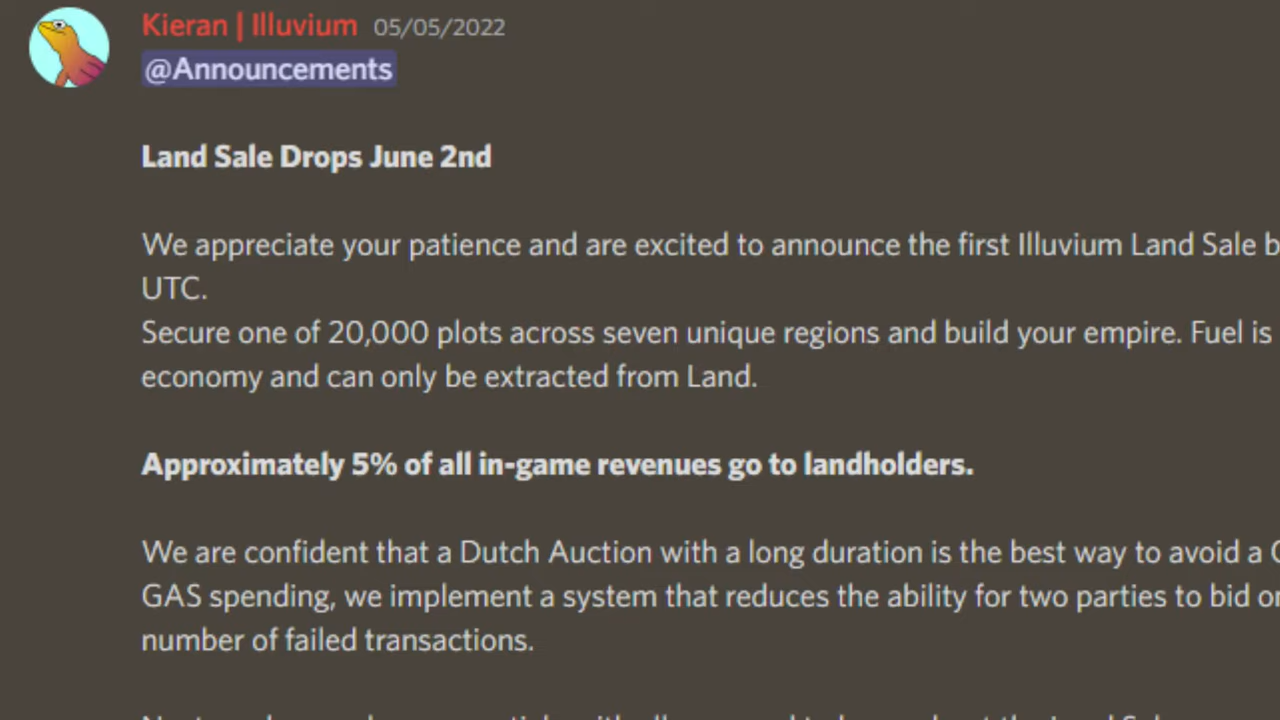 Kieran | Illuvium 05/05/2022
@Announcements
Land Sale Drops June 2nd
We appreciate your patience and are excited to announce the first Illuvium Land Sale
UTC.
Secure one of 20,000 plots across seven unique regions and build your empire. Fuel is
economy and can only be extracted from Land.
Approximately 5% of all in-game revenues go to landholders.
We are confident that a Dutch Auction with a long duration is the best way to avoid a
GAS spending, we implement a system that reduces the ability for two parties to bid
number of failed transactions.